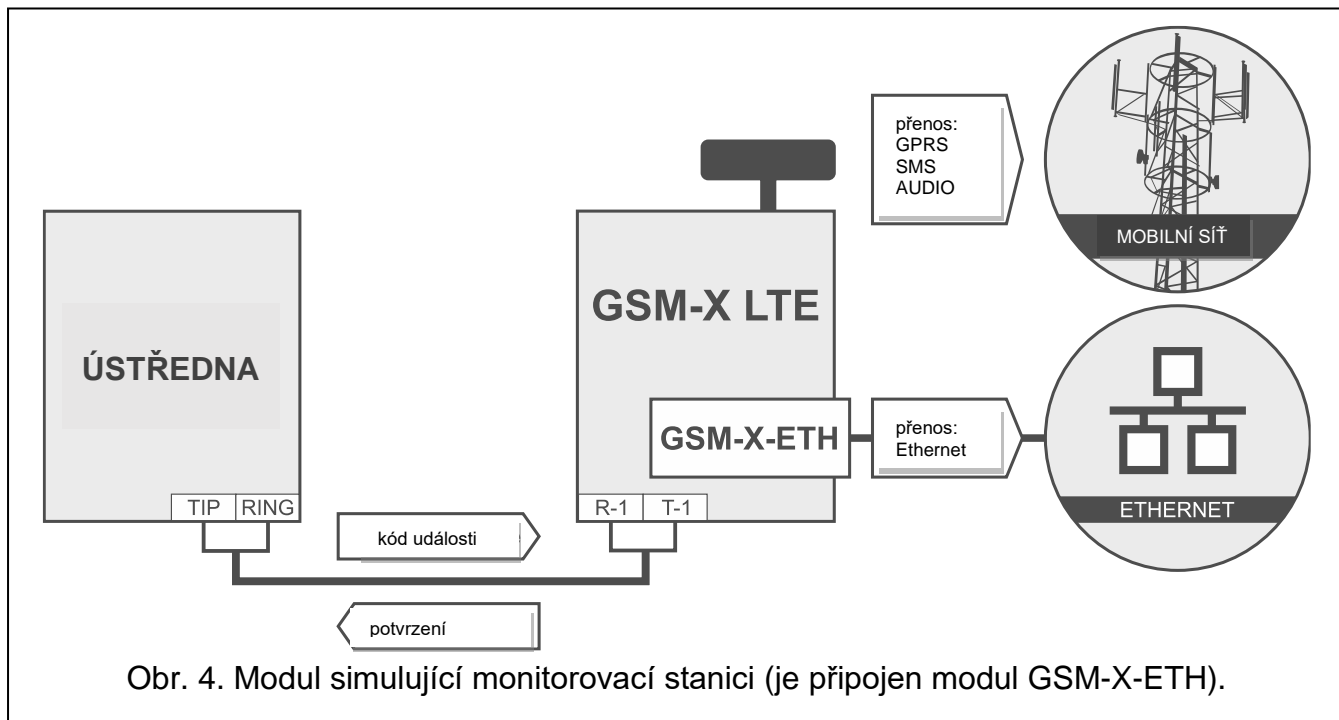 přenos:
GPRS
SMS
AUDIO
MOBILNÍ SÍŤ
GSM-X LTE
ÚSTŘEDNA
GSM-X-ETH
přenos:
Ethernet
TIP RING
R-1 T-1
ETHERNET
kód události
potvrzení
Obr. 4. Modul simulující monitorovací stanici (je připojen modul GSM-X-ETH).